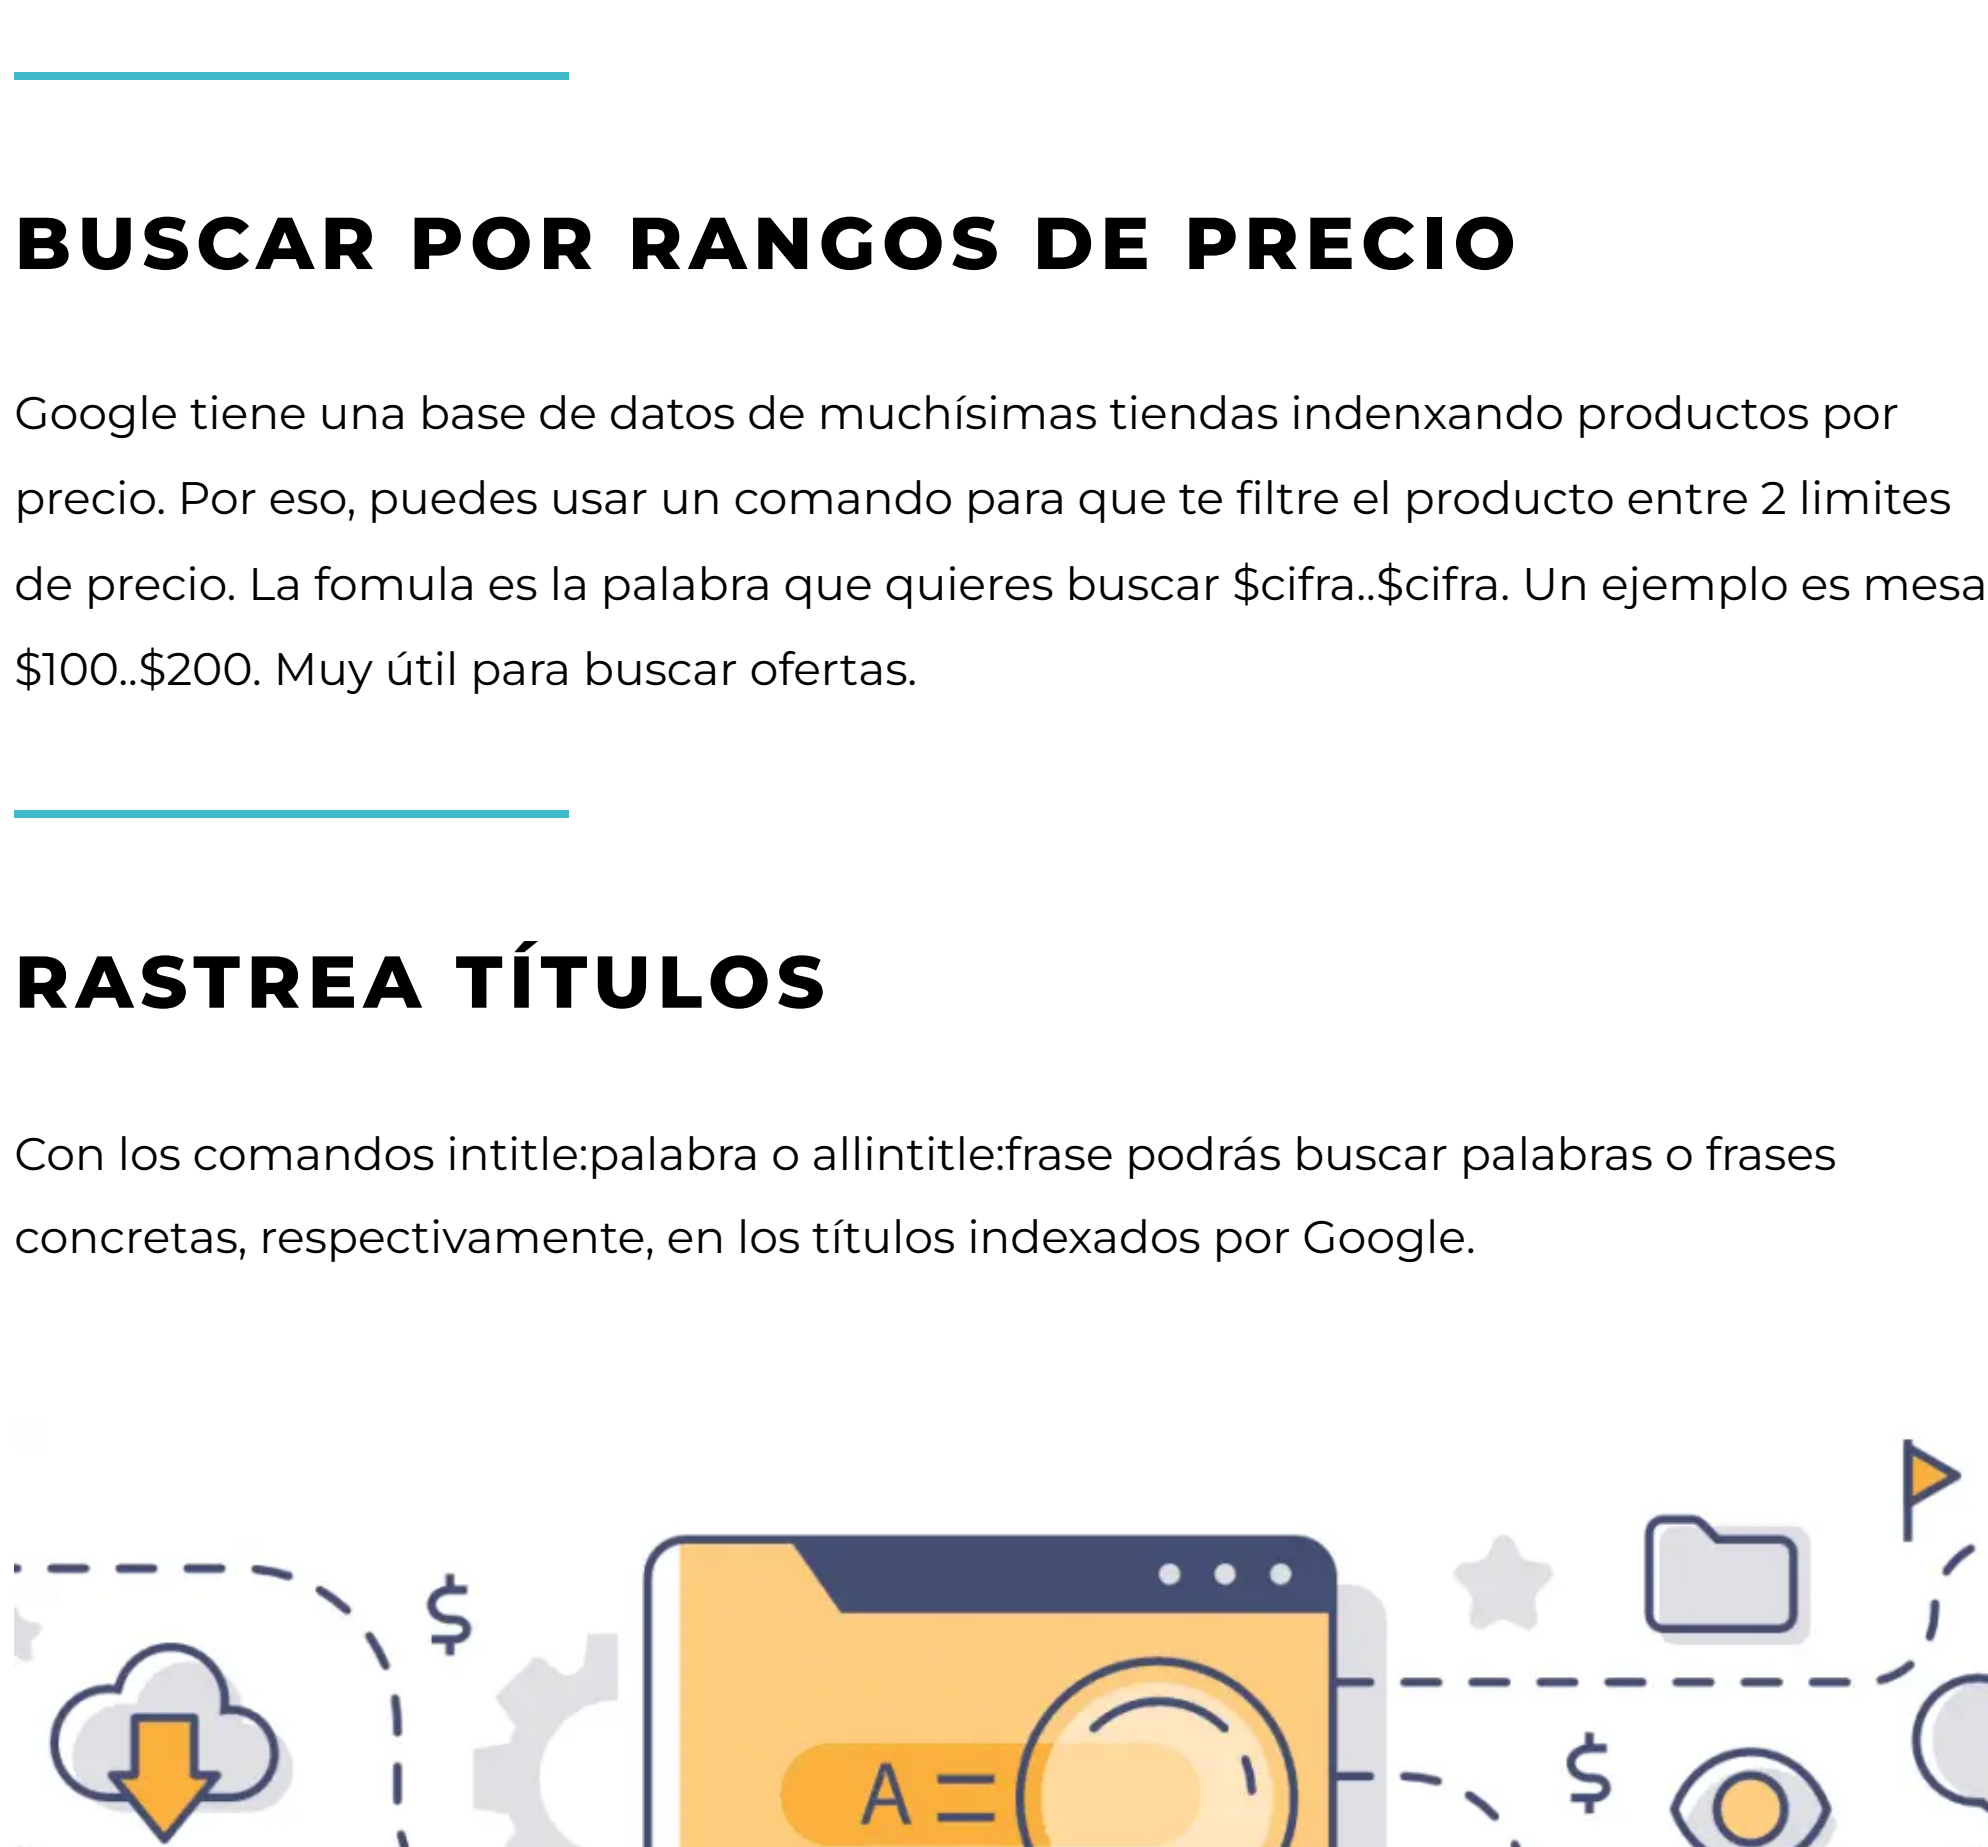 BUSCAR POR RANGOS DE PRECIO
Google tiene una base de datos de muchísimas tiendas indenxando productos por
precio. Por eso, puedes usar un comando para que te filtre el producto entre 2 limites
de precio. La fomula es la palabra que quieres buscar $cifra..$cifra. Un ejemplo es mesa
$100..$200. Muy útil para buscar ofertas.
RASTREA TÍTULOS
Con los comandos intitle:palabra o allintitle:frase podrás buscar palabras o frases
concretas, respectivamente, en los títulos indexados por Google.
$
A =
$